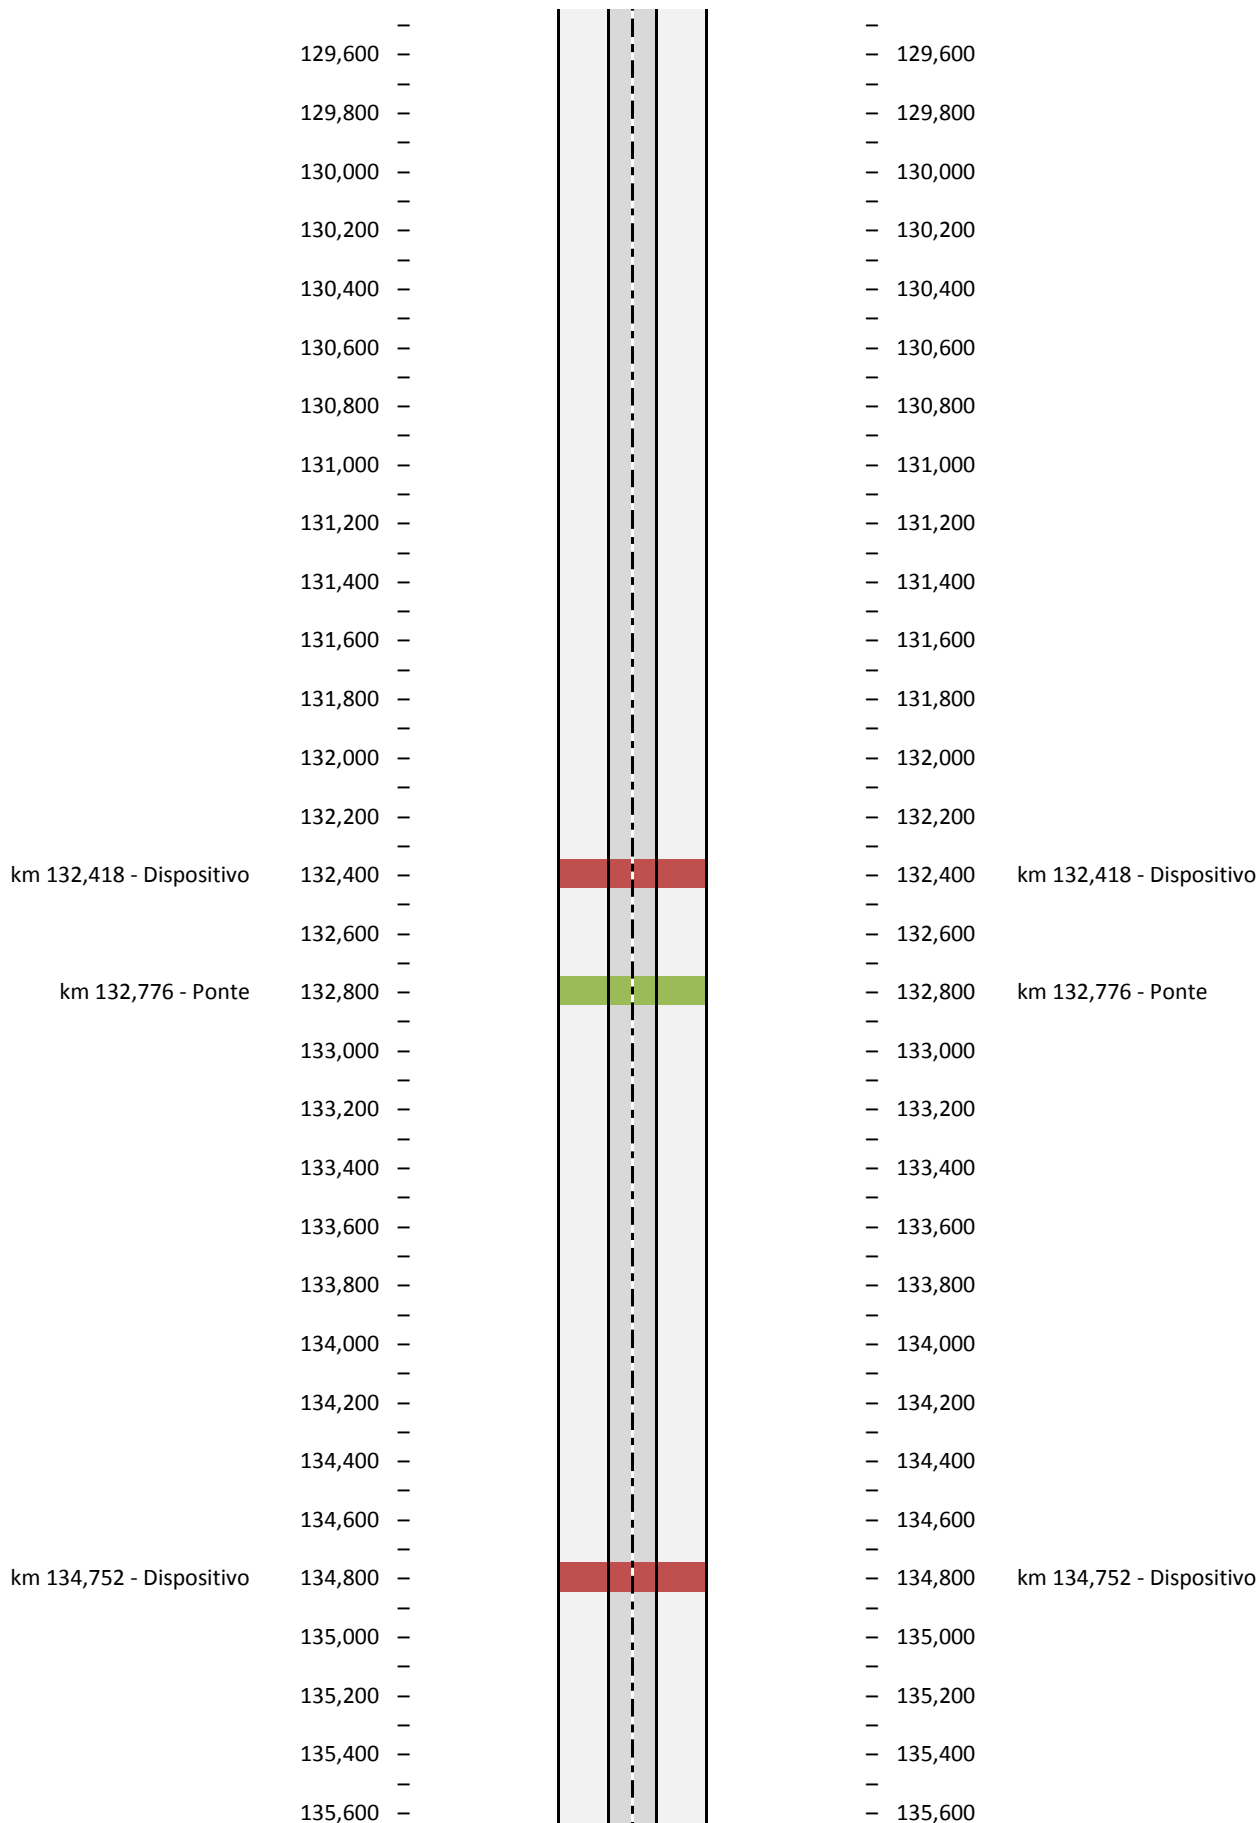 129,600 – – 129,600
129,800 – – 129,800
130,000 – – 130,000
130,200 – – 130,200
130,400 – – 130,400
130,600 – – 130,600
130,800 – – 130,800
131,000 – – 131,000
131,200 – – 131,200
131,400 – – 131,400
131,600 – – 131,600
131,800 – – 131,800
132,000 – – 132,000
132,200 – – 132,200
km 132,418 - Dispositivo 132,400 – – 132,400 km 132,418 - Dispositivo
132,600 – – 132,600
km 132,776 - Ponte 132,800 – – 132,800 km 132,776 - Ponte
133,000 – – 133,000
133,200 – – 133,200
133,400 – – 133,400
133,600 – – 133,600
133,800 – – 133,800
134,000 – – 134,000
134,200 – – 134,200
134,400 – – 134,400
134,600 – – 134,600
km 134,752 - Dispositivo 134,800 – – 134,800 km 134,752 - Dispositivo
135,000 – – 135,000
135,200 – – 135,200
135,400 – – 135,400
135,600 – – 135,600